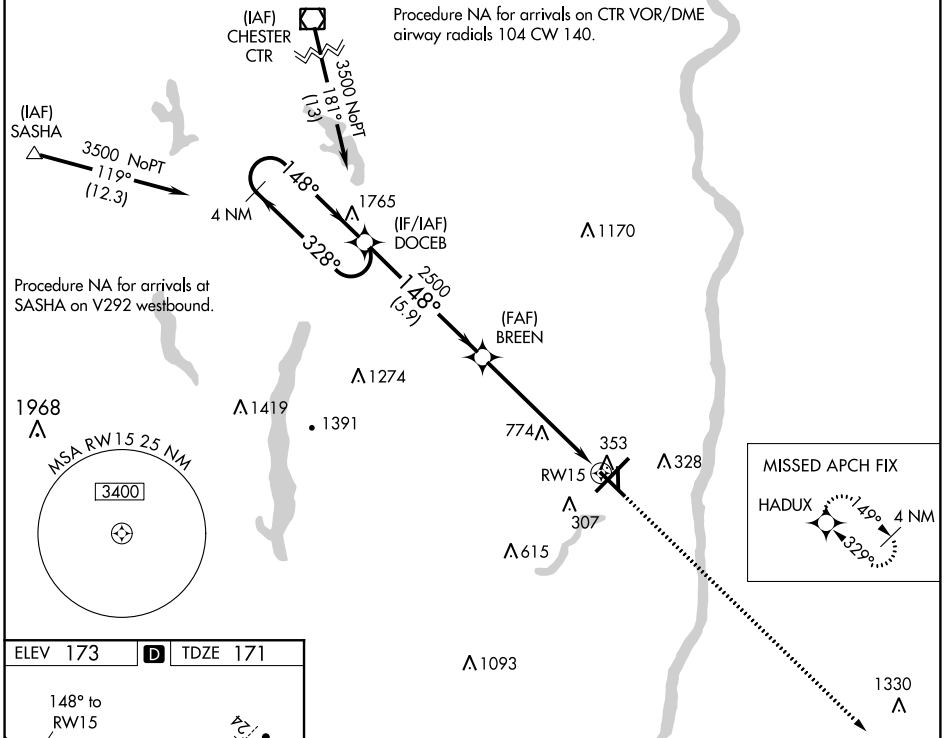 (IAF)
CHESTER
CTR
Procedure NA for arrivals on CTR VOR/DME
airway radials 104 CW 140.
3500 NoPT
181°
(13)
(IAF)
SASHA
3500 NoPT
119°
(12.3)
4 NM
148°
328°
1765
(IF/IAF)
DOCEB
1170
2500
148°
(5.9)
Procedure NA for arrivals at
SASHA on V292 westbound.
(FAF)
BREEN
1274
1968
1419
1391
774
353
RW15
328
307
615
MSA RW15 25 NM
3400
MISSED APCH FIX
HADUX
149°
4 NM
329°
ELEV 173
D
TDZE 171
1093
1330
148° to
RW15
124